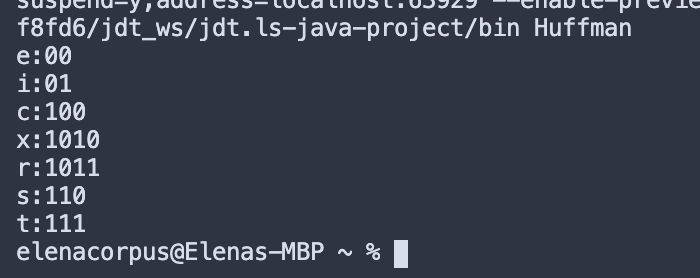 suspend=y,address=localhost:63929 --enable-previe
f8fd6/jdt_ws/jdt.ls-java-project/bin Huffman
e:00
i:01
c:100
x:1010
r:1011
s:110
t:111
elenacorpus@Elenas-MBP ~ %